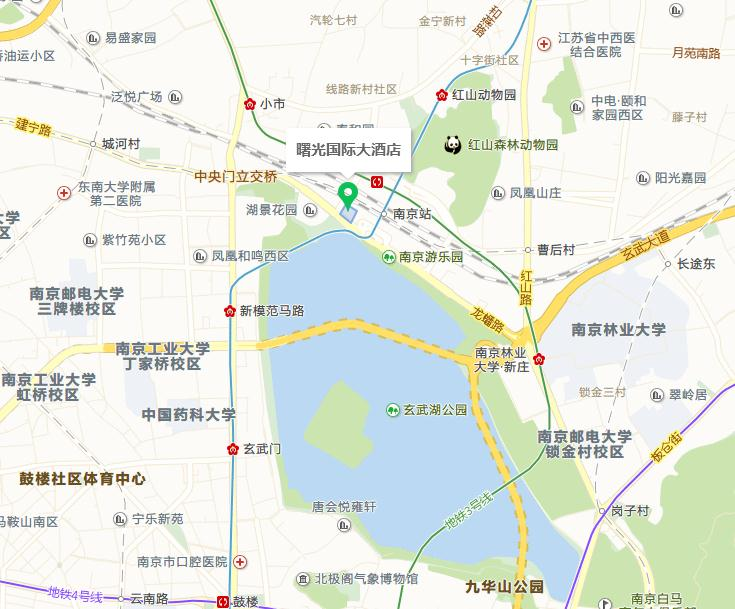 汽轮七村
金宁新村
红山路
江苏省中西医
结合医院
易盛家园
油运小区
月苑南路
十字街社区
泛悦广场
线路新村社区
小市
红山动物园
中电·颐和
家园西区
藤子村
建宁路
城河村
曙光国际大酒店
红山森林动物园
中央门立交桥
东南大学附属
第二医院
阳光嘉园
凤凰山庄
湖景花园
南京站
大学
区
紫竹苑小区
凤凰和鸣西区
南京游乐园
曹后村
玄武大道
长途东
红山路
南京邮电大学
三牌楼校区
新模范马路
龙蟠路
南京林业大学
南京工业大学
丁家桥校区
南京林业
大学·新庄
南京工业大学
虹桥校区
锁金三村
翠岭居
中国药科大学
玄武湖公园
南京邮电大学
锁金村校区
板仓街
玄武门
鼓楼社区体育中心
唐会悦雍轩
地铁3号线
岗子村
马鞍山南区
宁乐新苑
南京市口腔医院
北极阁气象博物馆
九华山公园
地铁4号线
云南路
鼓楼
南京白马